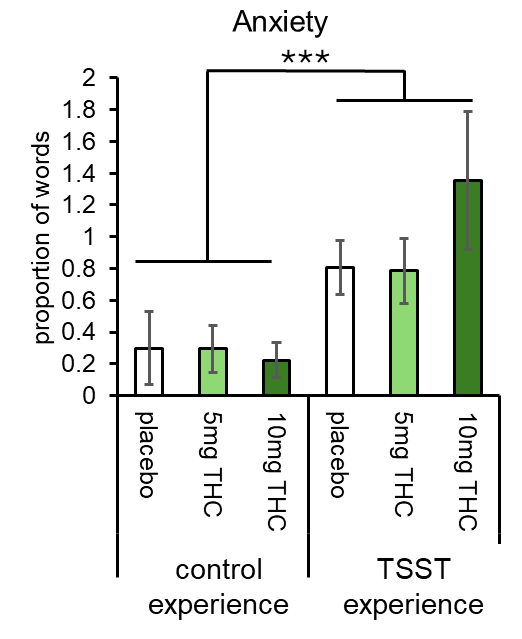 Anxiety
***
proportion of words
2
1.8
1.6
1.4
1.2
1
0.8
0.6
0.4
0.2
0
placebo
5mg THC
10mg THC
placebo
5mg THC
10mg THC
control
experience
TSST
experience